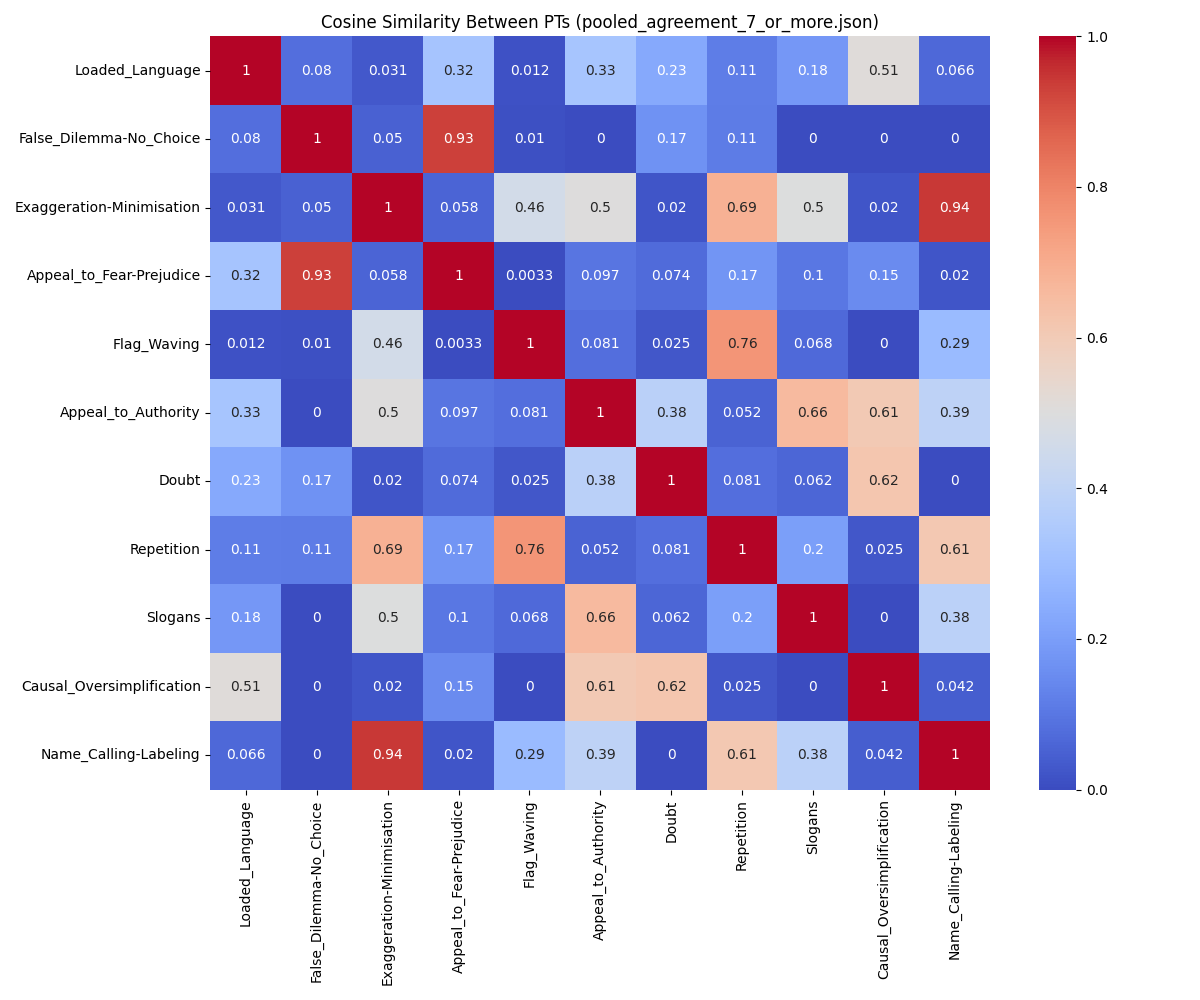 Cosine Similarity Between PTs (pooled_agreement_7_or_more.json)
Loaded_Language 1 0.08 0.031 0.32 0.012 0.33 0.23 0.11 0.18 0.51 0.066
False_Dilemma-No_Choice 0.08 1 0.05 0.93 0.01 0 0.17 0.11 0 0 0
Exaggeration-Minimisation 0.031 0.05 1 0.058 0.46 0.5 0.02 0.69 0.5 0.02 0.94
Appeal_to_Fear-Prejudice 0.32 0.93 0.058 1 0.0033 0.097 0.074 0.17 0.1 0.15 0.02
Flag_Waving 0.012 0.01 0.46 0.0033 1 0.081 0.025 0.76 0.068 0 0.29
Appeal_to_Authority 0.33 0 0.5 0.097 0.081 1 0.38 0.052 0.66 0.61 0.39
Doubt 0.23 0.17 0.02 0.074 0.025 0.38 1 0.081 0.062 0.62 0
Repetition 0.11 0.11 0.69 0.17 0.76 0.052 0.081 1 0.2 0.025 0.61
Slogans 0.18 0 0.5 0.1 0.068 0.66 0.062 0.2 1 0 0.38
Causal_Oversimplification 0.51 0 0.02 0.15 0 0.61 0.62 0.025 0 1 0.042
Name_Calling-Labeling 0.066 0 0.94 0.02 0.29 0.39 0 0.61 0.38 0.042 1
Loaded_Language
False_Dilemma-No_Choice
Exaggeration-Minimisation
Appeal_to_Fear-Prejudice
Flag_Waving
Appeal_to_Authority
Doubt
Repetition
Slogans
Causal_Oversimplification
Name_Calling-Labeling
1.0
0.8
0.6
0.4
0.2
0.0